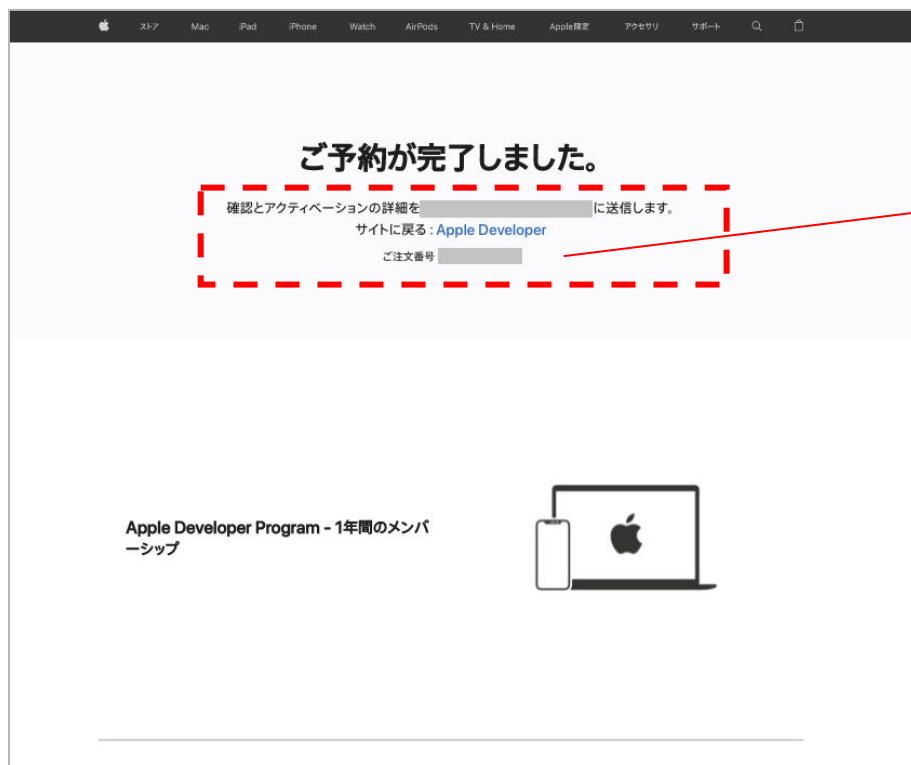 ストア Mac iPad iPhone Watch AirPods TV & Home Apple限定 アクセサリ サポート
ご予約が完了しました。
確認とアクティベーションの詳細を に送信します。
サイトに戻る : Apple Developer
ご注文番号
Apple Developer Program - 1年間のメンバ
ーシップ